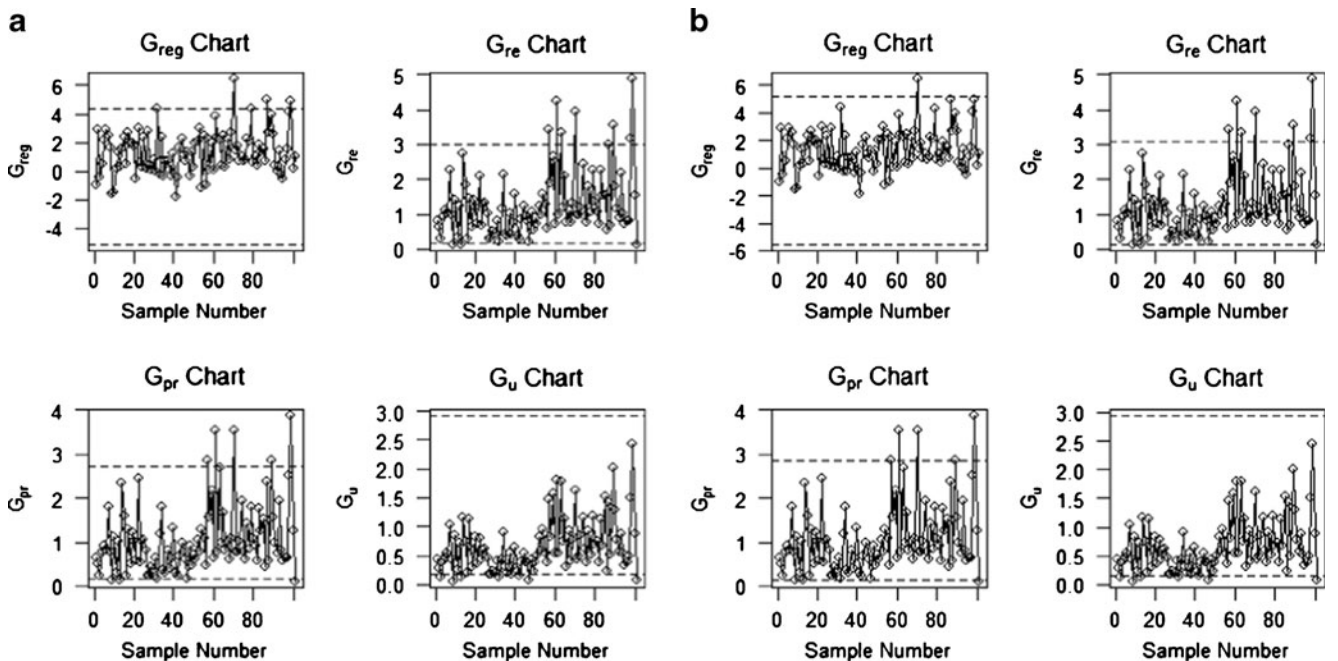 a
G_reg Chart
G_reg
6
4
2
0
-2
-4
0 20 40 60 80
Sample Number
G_re Chart
G_re
5
4
3
2
1
0
0 20 40 60 80
Sample Number
G_pr Chart
G_pr
4
3
2
1
0
0 20 40 60 80
Sample Number
G_u Chart
G_u
3.0
2.5
2.0
1.5
1.0
0.5
0.0
0 20 40 60 80
Sample Number
b
G_reg Chart
G_reg
6
4
2
0
-2
-4
-6
0 20 40 60 80
Sample Number
G_re Chart
G_re
5
4
3
2
1
0
0 20 40 60 80
Sample Number
G_pr Chart
G_pr
4
3
2
1
0
0 20 40 60 80
Sample Number
G_u Chart
G_u
3.0
2.5
2.0
1.5
1.0
0.5
0.0
0 20 40 60 80
Sample Number